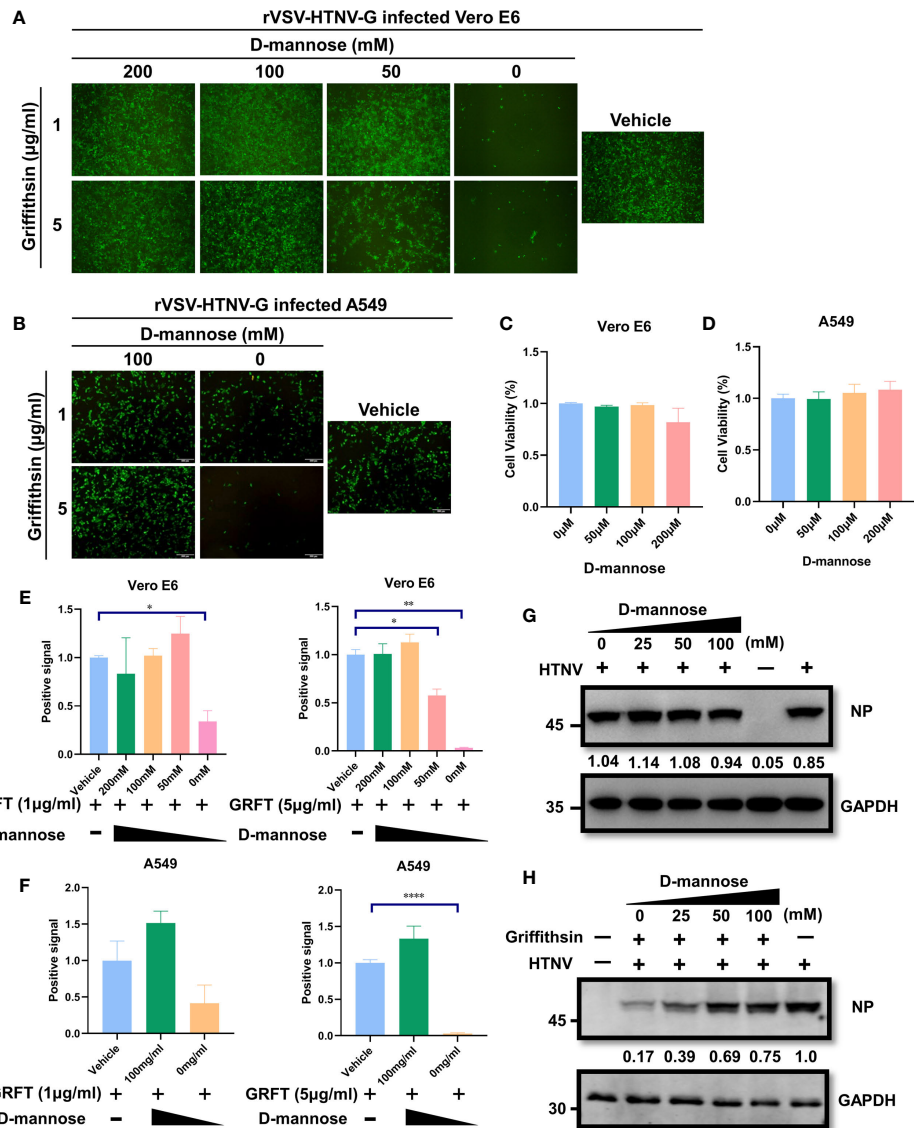 A
rVSV-HTNV-G infected Vero E6
D-mannose (mM)
200 100 50 0
Griffithsin (μg/ml)
1
5
Vehicle
B
rVSV-HTNV-G infected A549
D-mannose (mM)
100 0
Griffithsin (μg/ml)
1
5
Vehicle
C
Vero E6
Cell Viability (%)
1.5
1.0
0.5
0.0
0μM 50μM 100μM 200μM
D-mannose
D
A549
Cell Viability (%)
1.5
1.0
0.5
0.0
0μM 50μM 100μM 200μM
D-mannose
E
Vero E6
Positive signal
1.5
1.0
0.5
0.0
*
Vehicle 200mM 100mM 50mM 0mM
FT (1μg/ml) + + + + +
mannose −
Vero E6
Positive signal
1.5
1.0
0.5
0.0
**
*
Vehicle 200mM 100mM 50mM 0mM
GRFT (5μg/ml) + + + + +
D-mannose −
F
A549
Positive signal
2.0
1.5
1.0
0.5
0.0
Vehicle 100mg/ml 0mg/ml
GRFT (1μg/ml) + + +
D-mannose −
A549
Positive signal
2.0
1.5
1.0
0.5
0.0
****
Vehicle 100mg/ml 0mg/ml
GRFT (5μg/ml) + + +
D-mannose −
G
D-mannose
0 25 50 100 (mM)
HTNV + + + + − +
45
NP
1.04 1.14 1.08 0.94 0.05 0.85
35
GAPDH
H
D-mannose
0 25 50 100 (mM)
Griffithsin − + + + + −
HTNV − + + + + +
45
NP
0.17 0.39 0.69 0.75 1.0
30
GAPDH